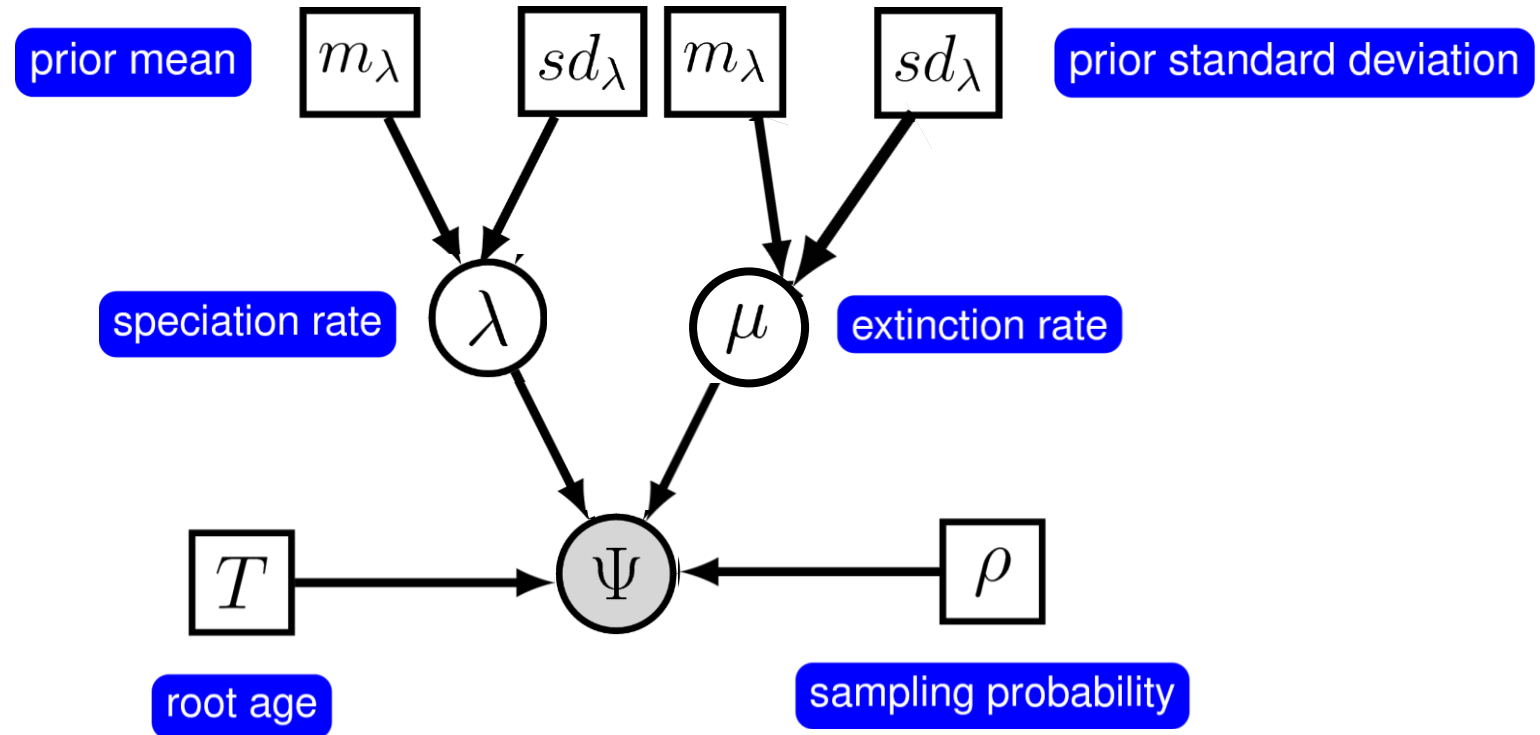 prior mean
m_λ
sd_λ
m_λ
sd_λ
prior standard deviation
speciation rate
λ
μ
extinction rate
T
Ψ
ρ
root age
sampling probability